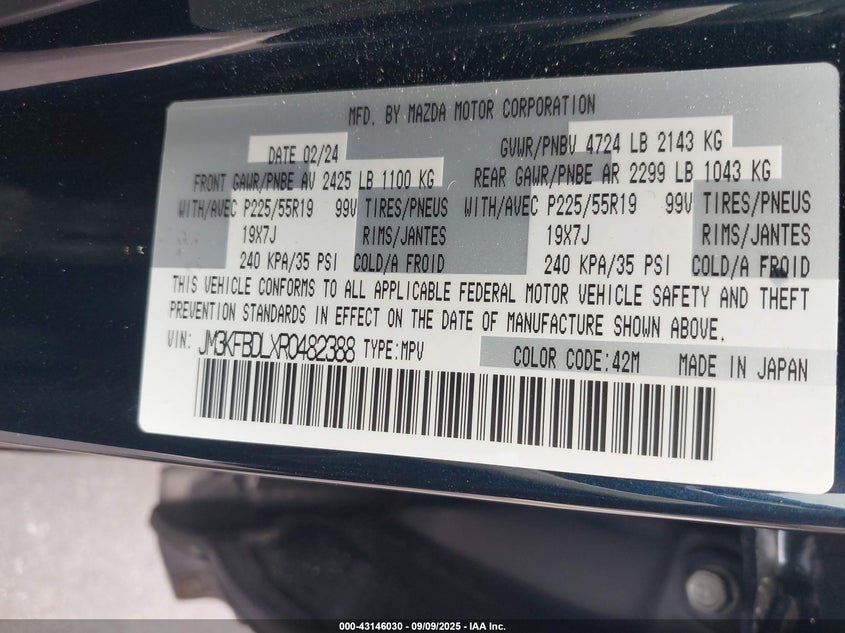 MFD. BY MAZDA MOTOR CORPORATION
DATE 02/24 GVWR/PNBV 4724 LB 2143 KG
FRONT GAWR/PNBE AV 2425 LB 1100 KG REAR GAWR/PNBE AR 2299 LB 1043 KG
WITH/AVEC P225/55R19 99V TIRES/PNEUS WITH/AVEC P225/55R19 99V TIRES/PNEUS
19X7J RIMS/JANTES 19X7J RIMS/JANTES
240 KPA/35 PSI COLD/A FROID 240 KPA/35 PSI COLD/A FROID
THIS VEHICLE CONFORMS TO ALL APPLICABLE FEDERAL MOTOR VEHICLE SAFETY AND THEFT
PREVENTION STANDARDS IN EFFECT ON THE DATE OF MANUFACTURE SHOWN ABOVE.
VIN: JM3KFBDLXR0482388 TYPE:MPV COLOR CODE:42M MADE IN JAPAN
000-43146030 - 09/09/2025 - IAA Inc.